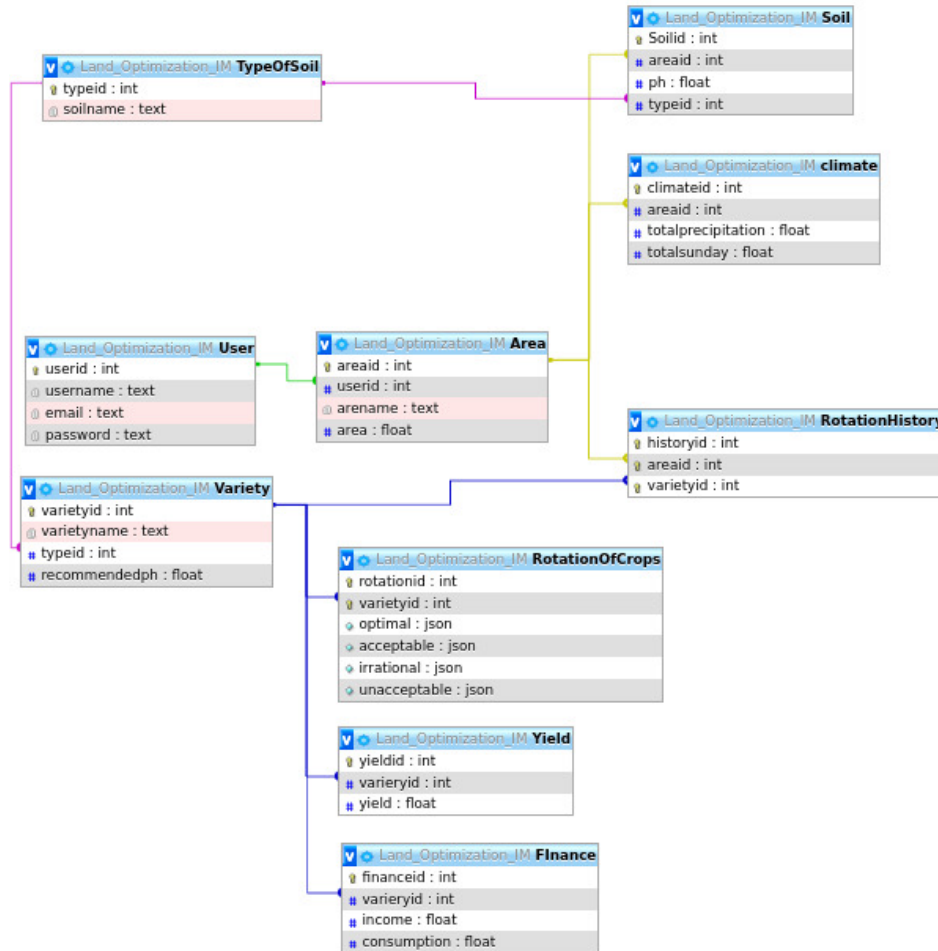 Land_Optimization_IM Soil
Soilid : int
areaid : int
ph : float
typeid : int
Land_Optimization_IM TypeOfSoil
typeid : int
soilname : text
Land_Optimization_IM climate
climateid : int
areaid : int
totalprecipitation : float
totalsunday : float
Land_Optimization_IM User
userid : int
username : text
email : text
password : text
Land_Optimization_IM Area
areaid : int
userid : int
arename : text
area : float
Land_Optimization_IM RotationHistory
historyid : int
areaid : int
varietyid : int
Land_Optimization_IM Variety
varietyid : int
varietyname : text
typeid : int
recommendedph : float
Land_Optimization_IM RotationOfCrops
rotationid : int
varietyid : int
optimal : json
acceptable : json
irrational : json
unacceptable : json
Land_Optimization_IM Yield
yieldid : int
varieryid : int
yield : float
Land_Optimization_IM FInance
financeid : int
varieryid : int
income : float
consumption : float